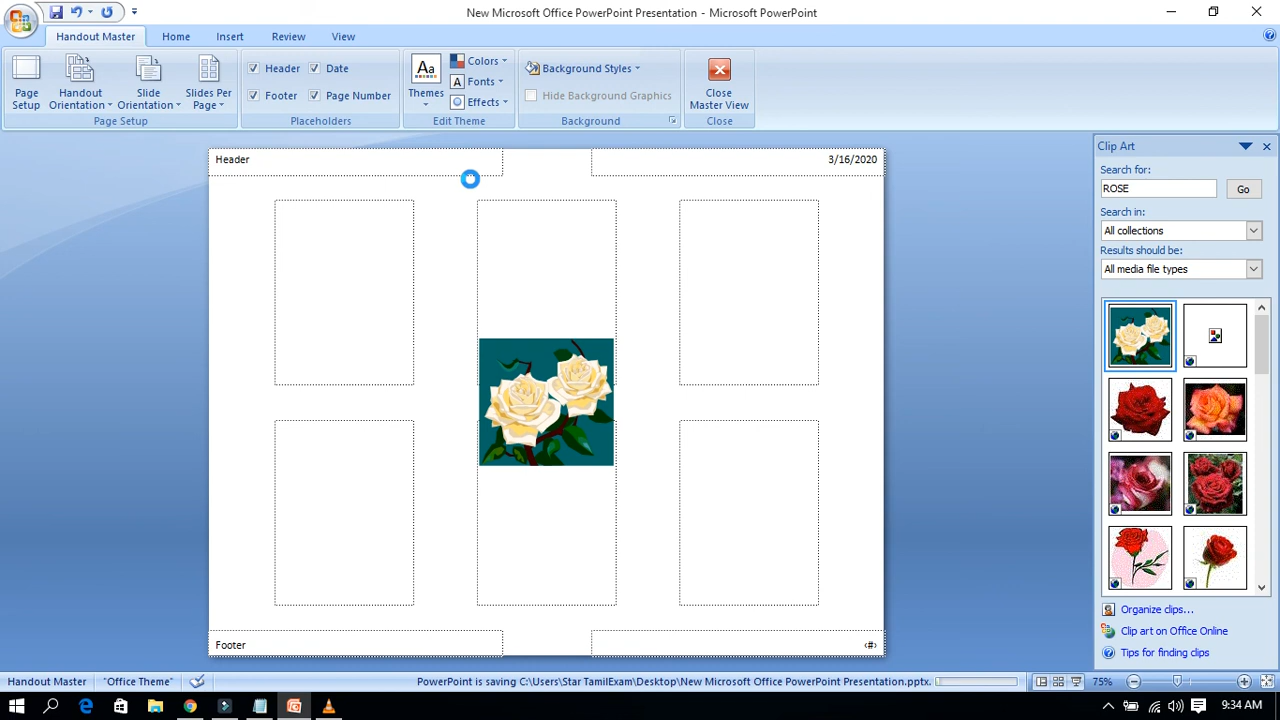 New Microsoft Office PowerPoint Presentation - Microsoft PowerPoint
Handout Master
Home
Insert
Review
View
Page Setup
Handout Orientation
Slide Orientation
Slides Per Page
Page Setup
Header
Date
Footer
Page Number
Placeholders
Aa
Themes
Colors
A Fonts
Effects
Edit Theme
Background Styles
Hide Background Graphics
Background
Close Master View
Close
Header
3/16/2020
Footer
‹#›
Clip Art
Search for:
ROSE
Go
Search in:
All collections
Results should be:
All media file types
Organize clips...
Clip art on Office Online
Tips for finding clips
Handout Master
"Office Theme"
PowerPoint is saving C:\Users\Star TamilExam\Desktop\New Microsoft Office PowerPoint Presentation.pptx.
75%
9:34 AM